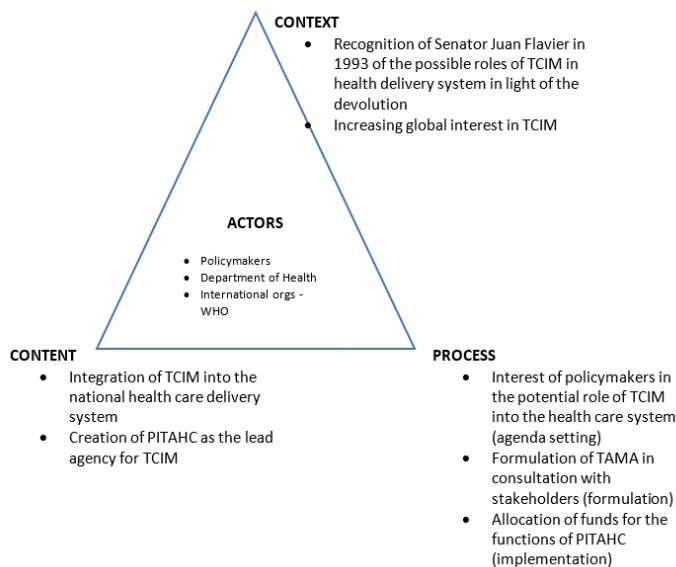 CONTEXT
• Recognition of Senator Juan Flavier in
1993 of the possible roles of TCIM in
health delivery system in light of the
devolution
• Increasing global interest in TCIM
ACTORS
• Policymakers
• Department of Health
• International orgs -
WHO
CONTENT
• Integration of TCIM into the
national health care delivery
system
• Creation of PITAHC as the lead
agency for TCIM
PROCESS
• Interest of policymakers in
the potential role of TCIM
into the health care system
(agenda setting)
• Formulation of TAMA in
consultation with
stakeholders (formulation)
• Allocation of funds for the
functions of PITAHC
(implementation)